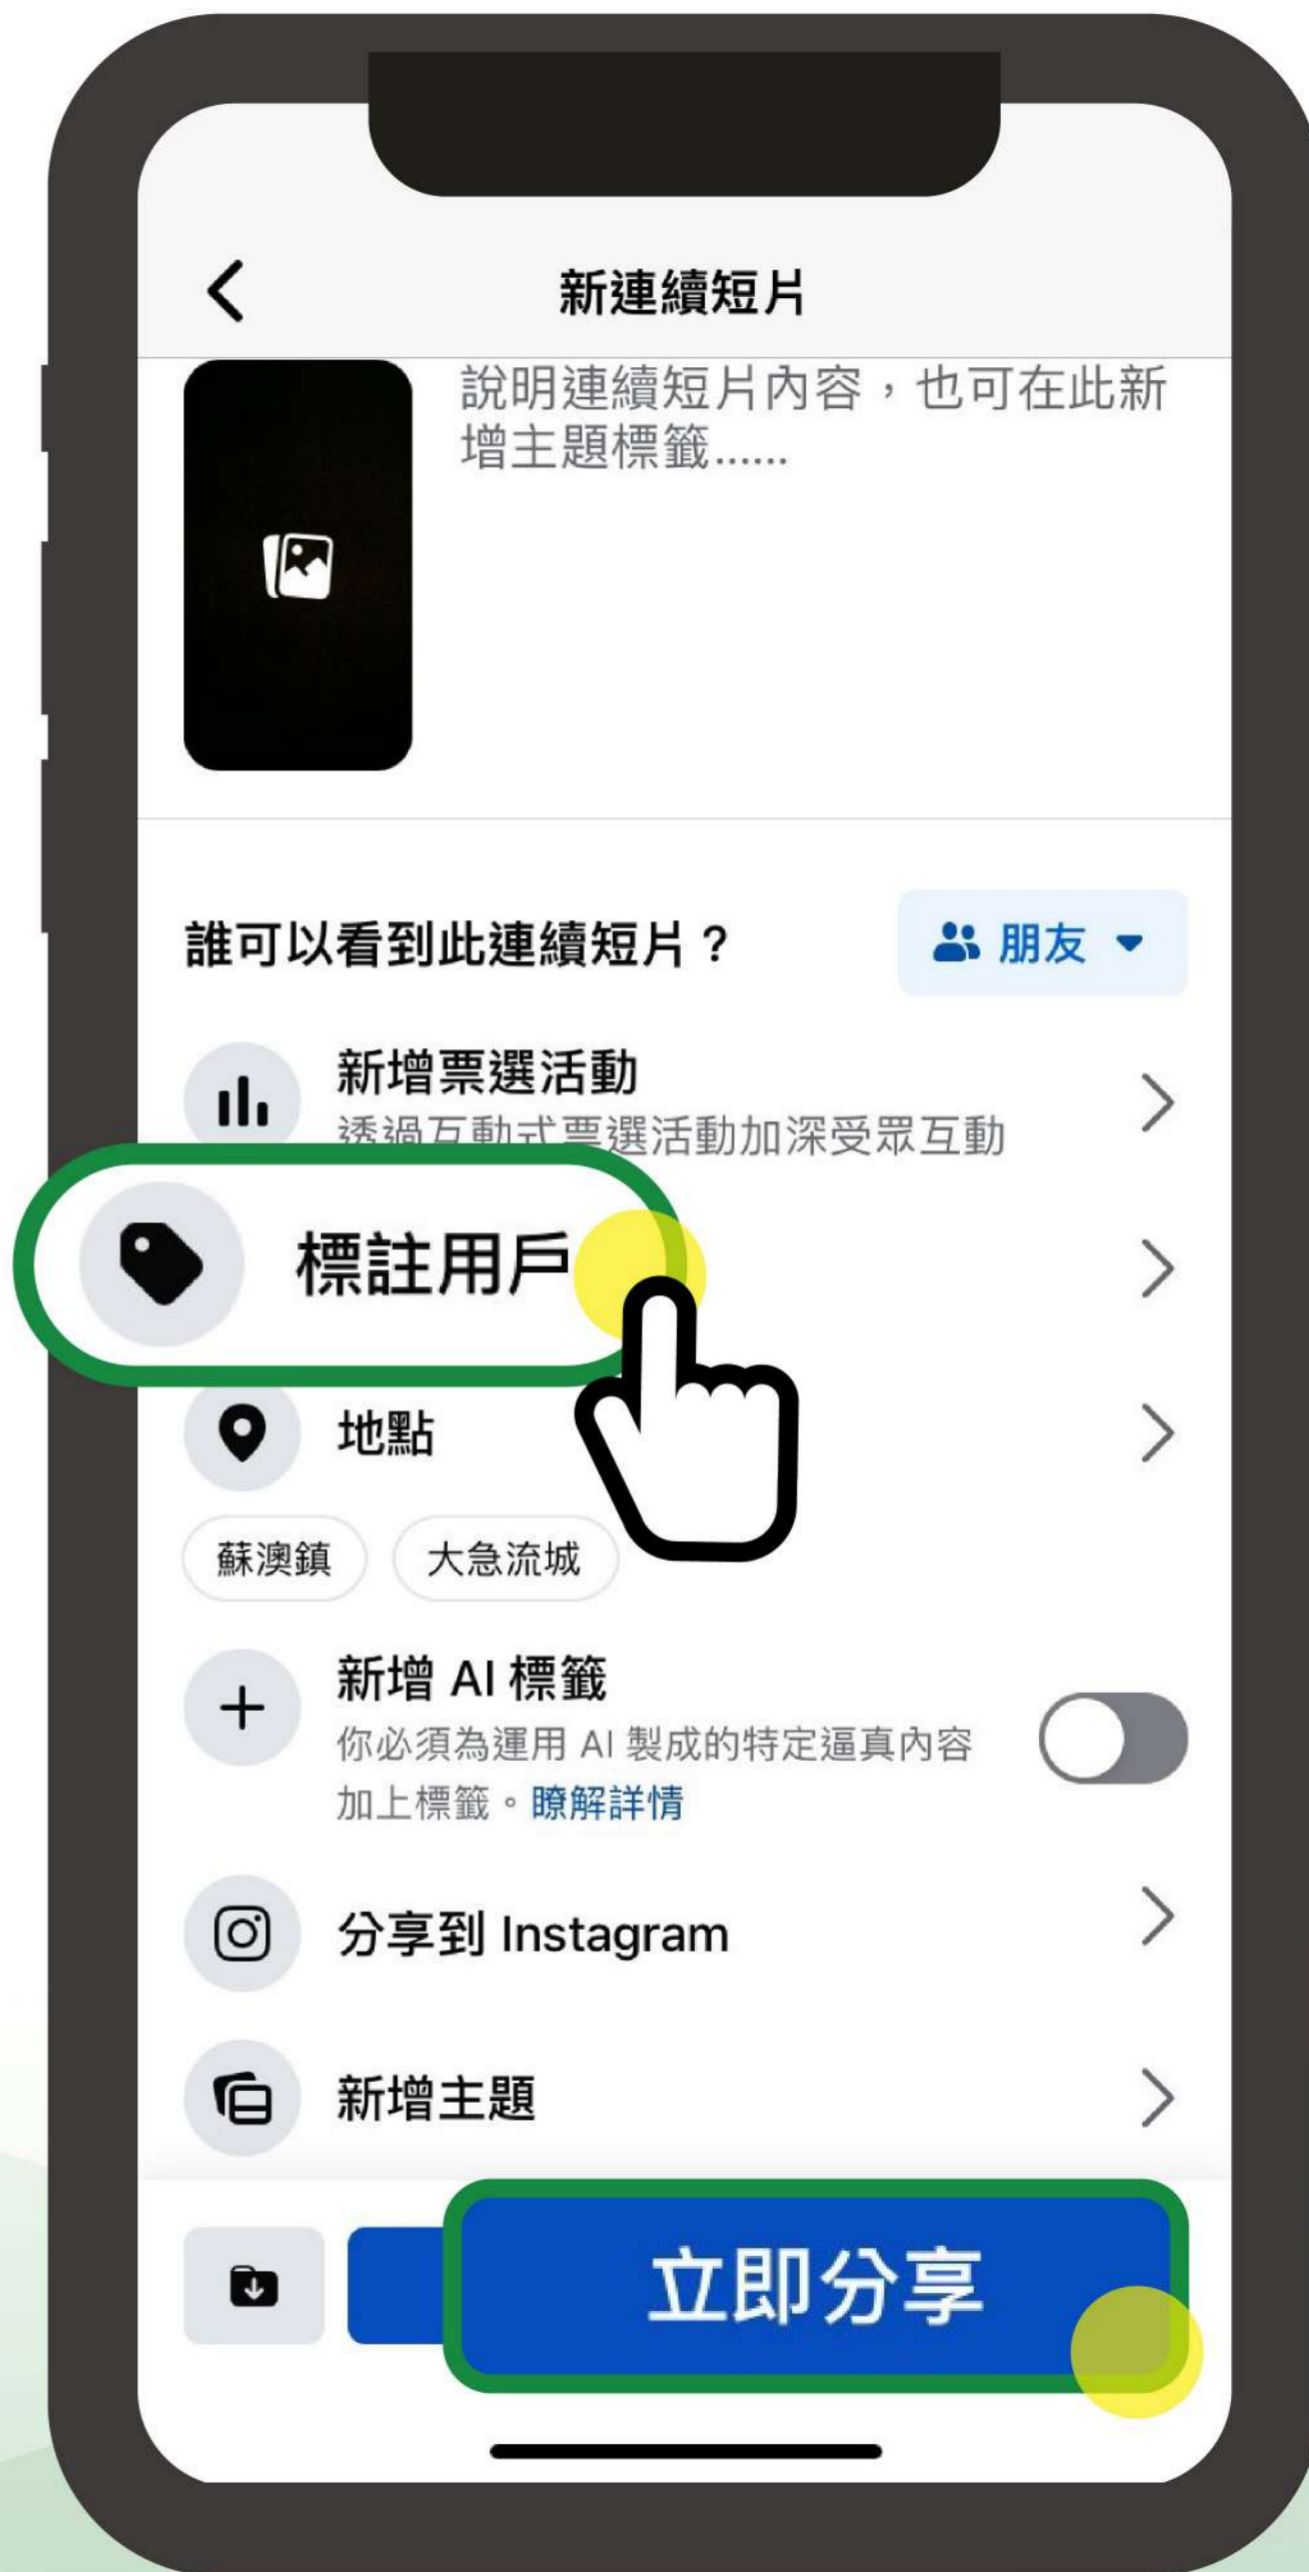 新連續短片
說明連續短片內容，也可在此新
增主題標籤......
誰可以看到此連續短片？
朋友
新增票選活動
透過互動式票選活動加深受眾互動
標註用戶
地點
蘇澳鎮 大急流城
新增 AI 標籤
你必須為運用 AI 製成的特定逼真內容
加上標籤。瞭解詳情
分享到 Instagram
新增主題
立即分享